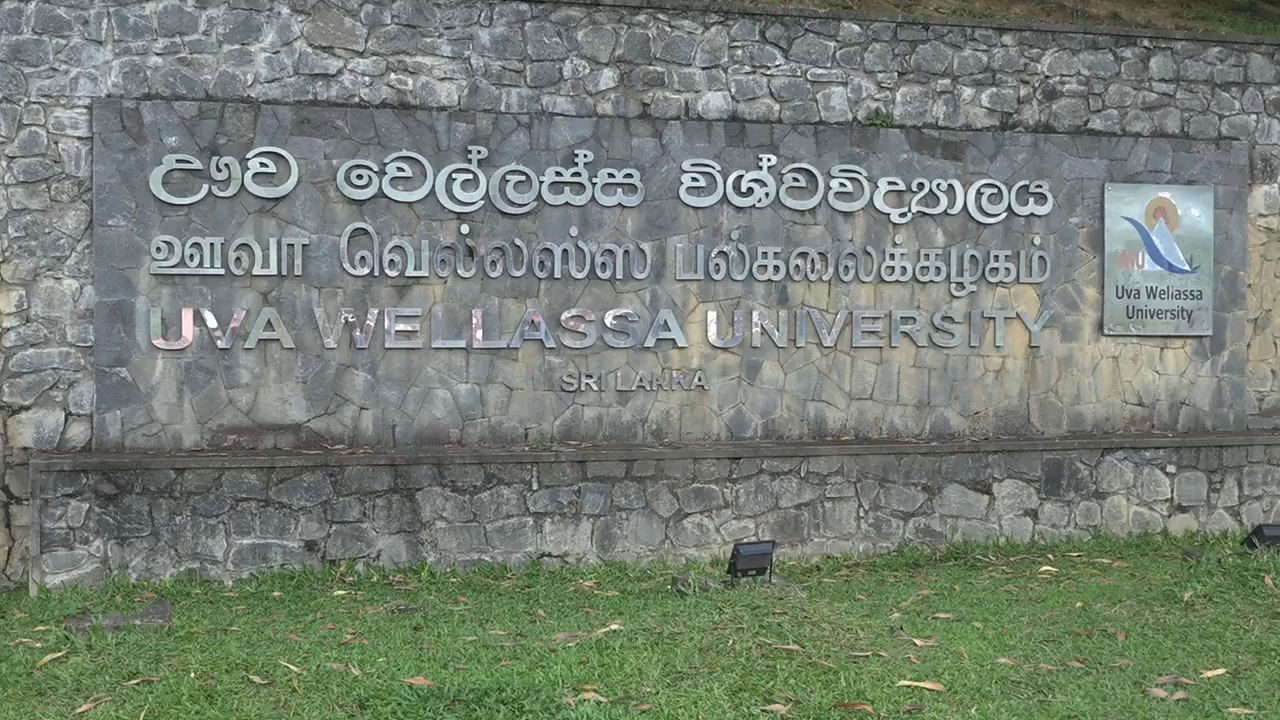 ඌව වෙල්ලස්ස විශ්වවිද්‍යාලය
ஊவா வெல்லஸ்ஸ பல்கலைக்கழகம்
UVA WELLASSA UNIVERSITY
SRI LANKA
Uva Wellassa
University